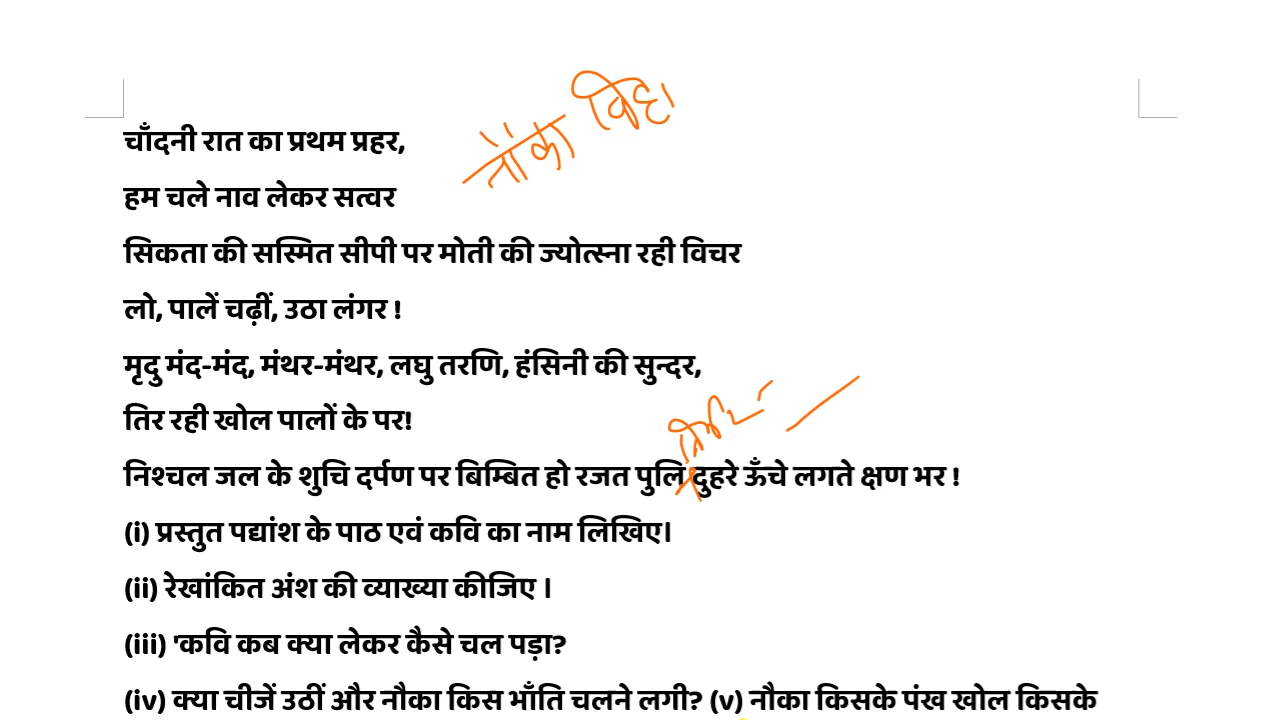 नौका विहा
चाँदनी रात का प्रथम प्रहर,
हम चले नाव लेकर सत्वर
सिकता की सस्मित सीपी पर मोती की ज्योत्स्ना रही विचर
लो, पालें चढ़ीं, उठा लंगर !
मृदु मंद-मंद, मंथर-मंथर, लघु तरणि, हंसिनी की सुन्दर,
तिर रही खोल पालों के पर!
निश्चल जल के शुचि दर्पण पर बिम्बित हो रजत पुलि दुहरे ऊँचे लगते क्षण भर !
(i) प्रस्तुत पद्यांश के पाठ एवं कवि का नाम लिखिए।
(ii) रेखांकित अंश की व्याख्या कीजिए ।
(iii) 'कवि कब क्या लेकर कैसे चल पड़ा?
(iv) क्या चीजें उठीं और नौका किस भाँति चलने लगी? (v) नौका किसके पंख खोल किसके